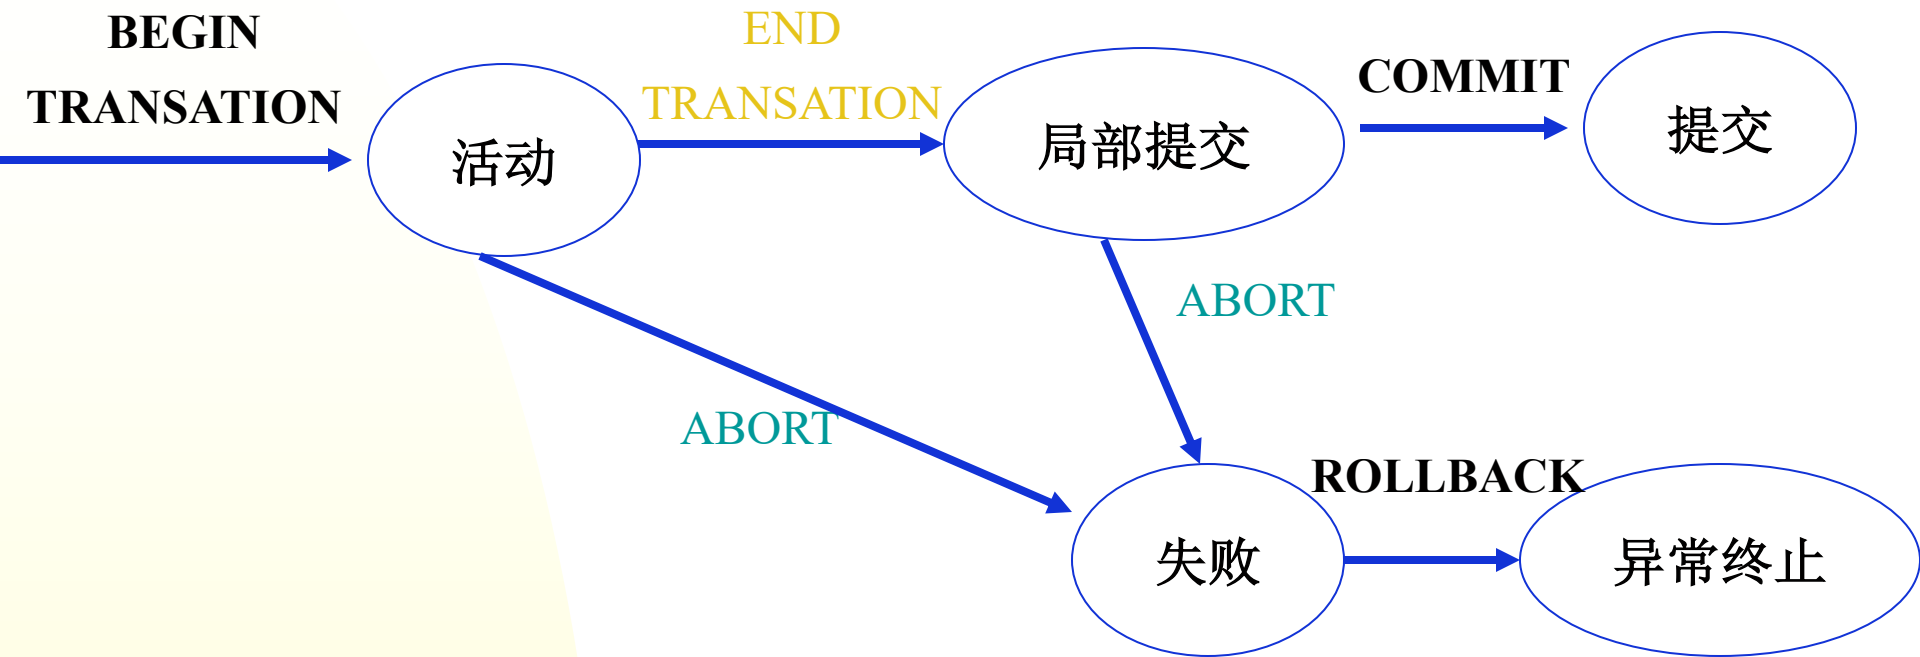 BEGIN
TRANSATION
END
TRANSATION
COMMIT
活动
局部提交
提交
ABORT
ABORT
ROLLBACK
失败
异常终止